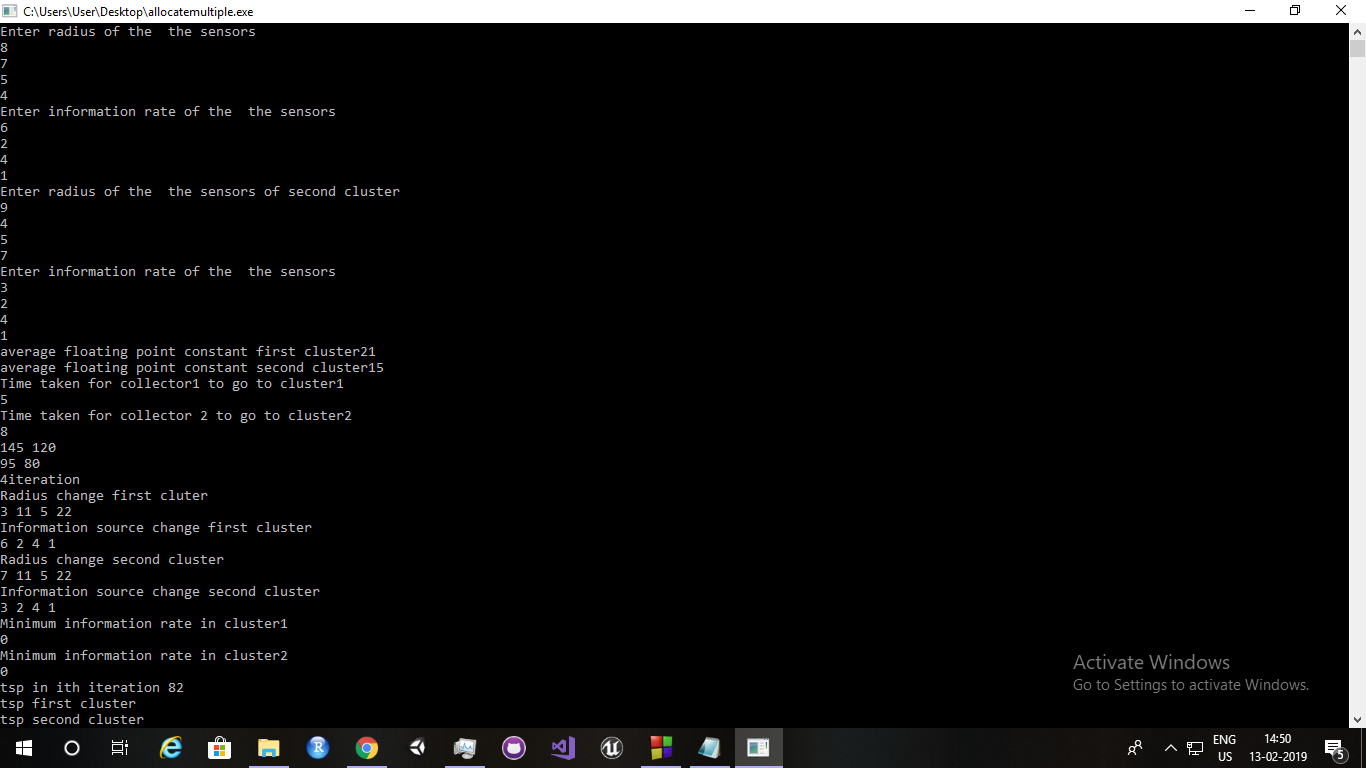 C:\Users\User\Desktop\allocatemultiple.exe
Enter radius of the  the sensors
8
7
5
4
Enter information rate of the  the sensors
6
2
4
1
Enter radius of the  the sensors of second cluster
9
4
5
7
Enter information rate of the  the sensors
3
2
4
1
average floating point constant first cluster21
average floating point constant second cluster15
Time taken for collector1 to go to cluster1
5
Time taken for collector 2 to go to cluster2
8
145 120
95 80
4iteration
Radius change first cluter
3 11 5 22
Information source change first cluster
6 2 4 1
Radius change second cluster
7 11 5 22
Information source change second cluster
3 2 4 1
Minimum information rate in cluster1
0
Minimum information rate in cluster2
0
tsp in ith iteration 82
tsp first cluster
tsp second cluster
Activate Windows
Go to Settings to activate Windows.
R
ENG
US
14:50
13-02-2019
5